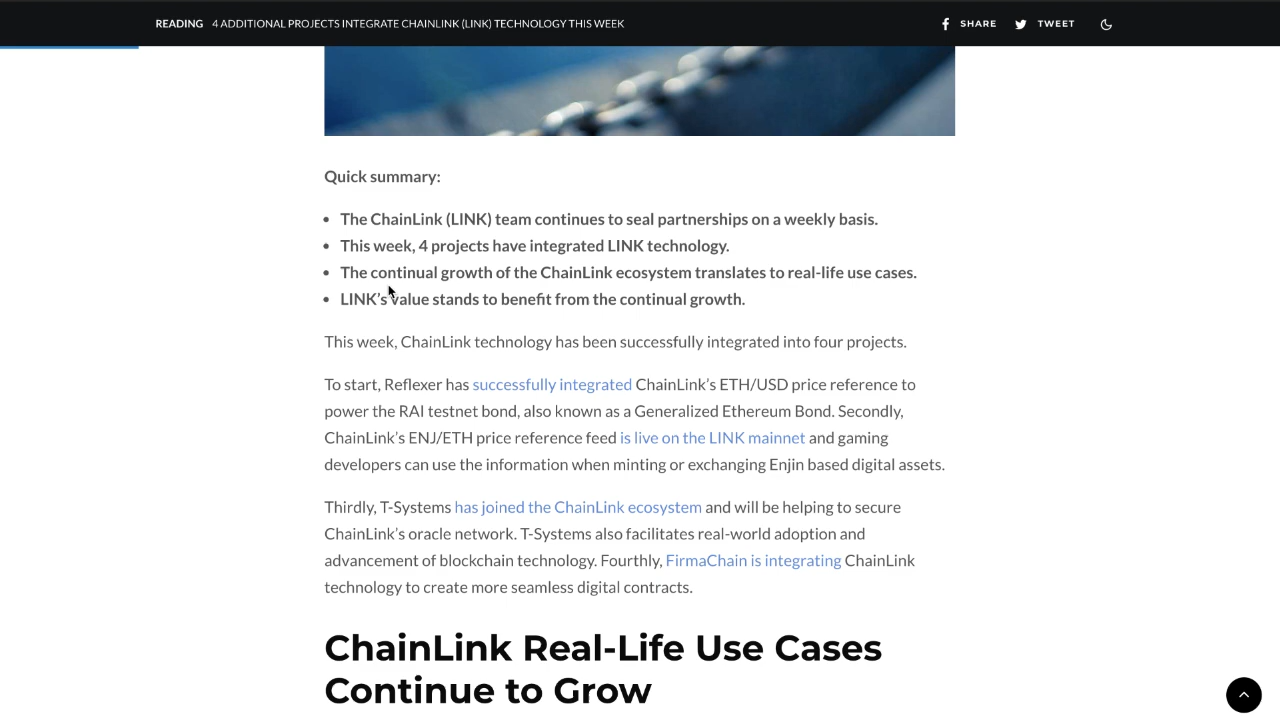 READING 4 ADDITIONAL PROJECTS INTEGRATE CHAINLINK (LINK) TECHNOLOGY THIS WEEK SHARE TWEET
Quick summary:
• The ChainLink (LINK) team continues to seal partnerships on a weekly basis.
• This week, 4 projects have integrated LINK technology.
• The continual growth of the ChainLink ecosystem translates to real-life use cases.
• LINK’s value stands to benefit from the continual growth.
This week, ChainLink technology has been successfully integrated into four projects.
To start, Reflexer has successfully integrated ChainLink’s ETH/USD price reference to
power the RAI testnet bond, also known as a Generalized Ethereum Bond. Secondly,
ChainLink’s ENJ/ETH price reference feed is live on the LINK mainnet and gaming
developers can use the information when minting or exchanging Enjin based digital assets.
Thirdly, T-Systems has joined the ChainLink ecosystem and will be helping to secure
ChainLink’s oracle network. T-Systems also facilitates real-world adoption and
advancement of blockchain technology. Fourthly, FirmaChain is integrating ChainLink
technology to create more seamless digital contracts.
ChainLink Real-Life Use Cases
Continue to Grow